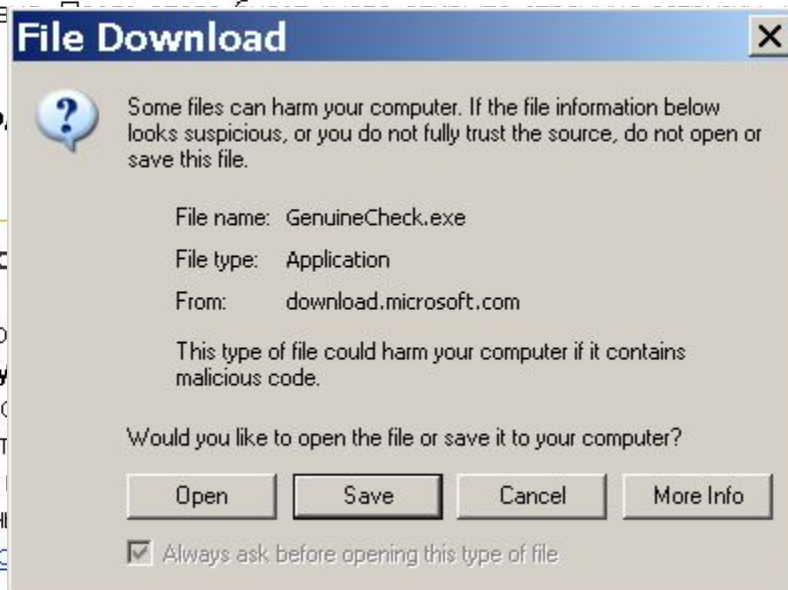 File Download
Some files can harm your computer. If the file information below
looks suspicious, or you do not fully trust the source, do not open or
save this file.
File name: GenuineCheck.exe
File type: Application
From: download.microsoft.com
This type of file could harm your computer if it contains
malicious code.
Would you like to open the file or save it to your computer?
Open Save Cancel More Info
Always ask before opening this type of file